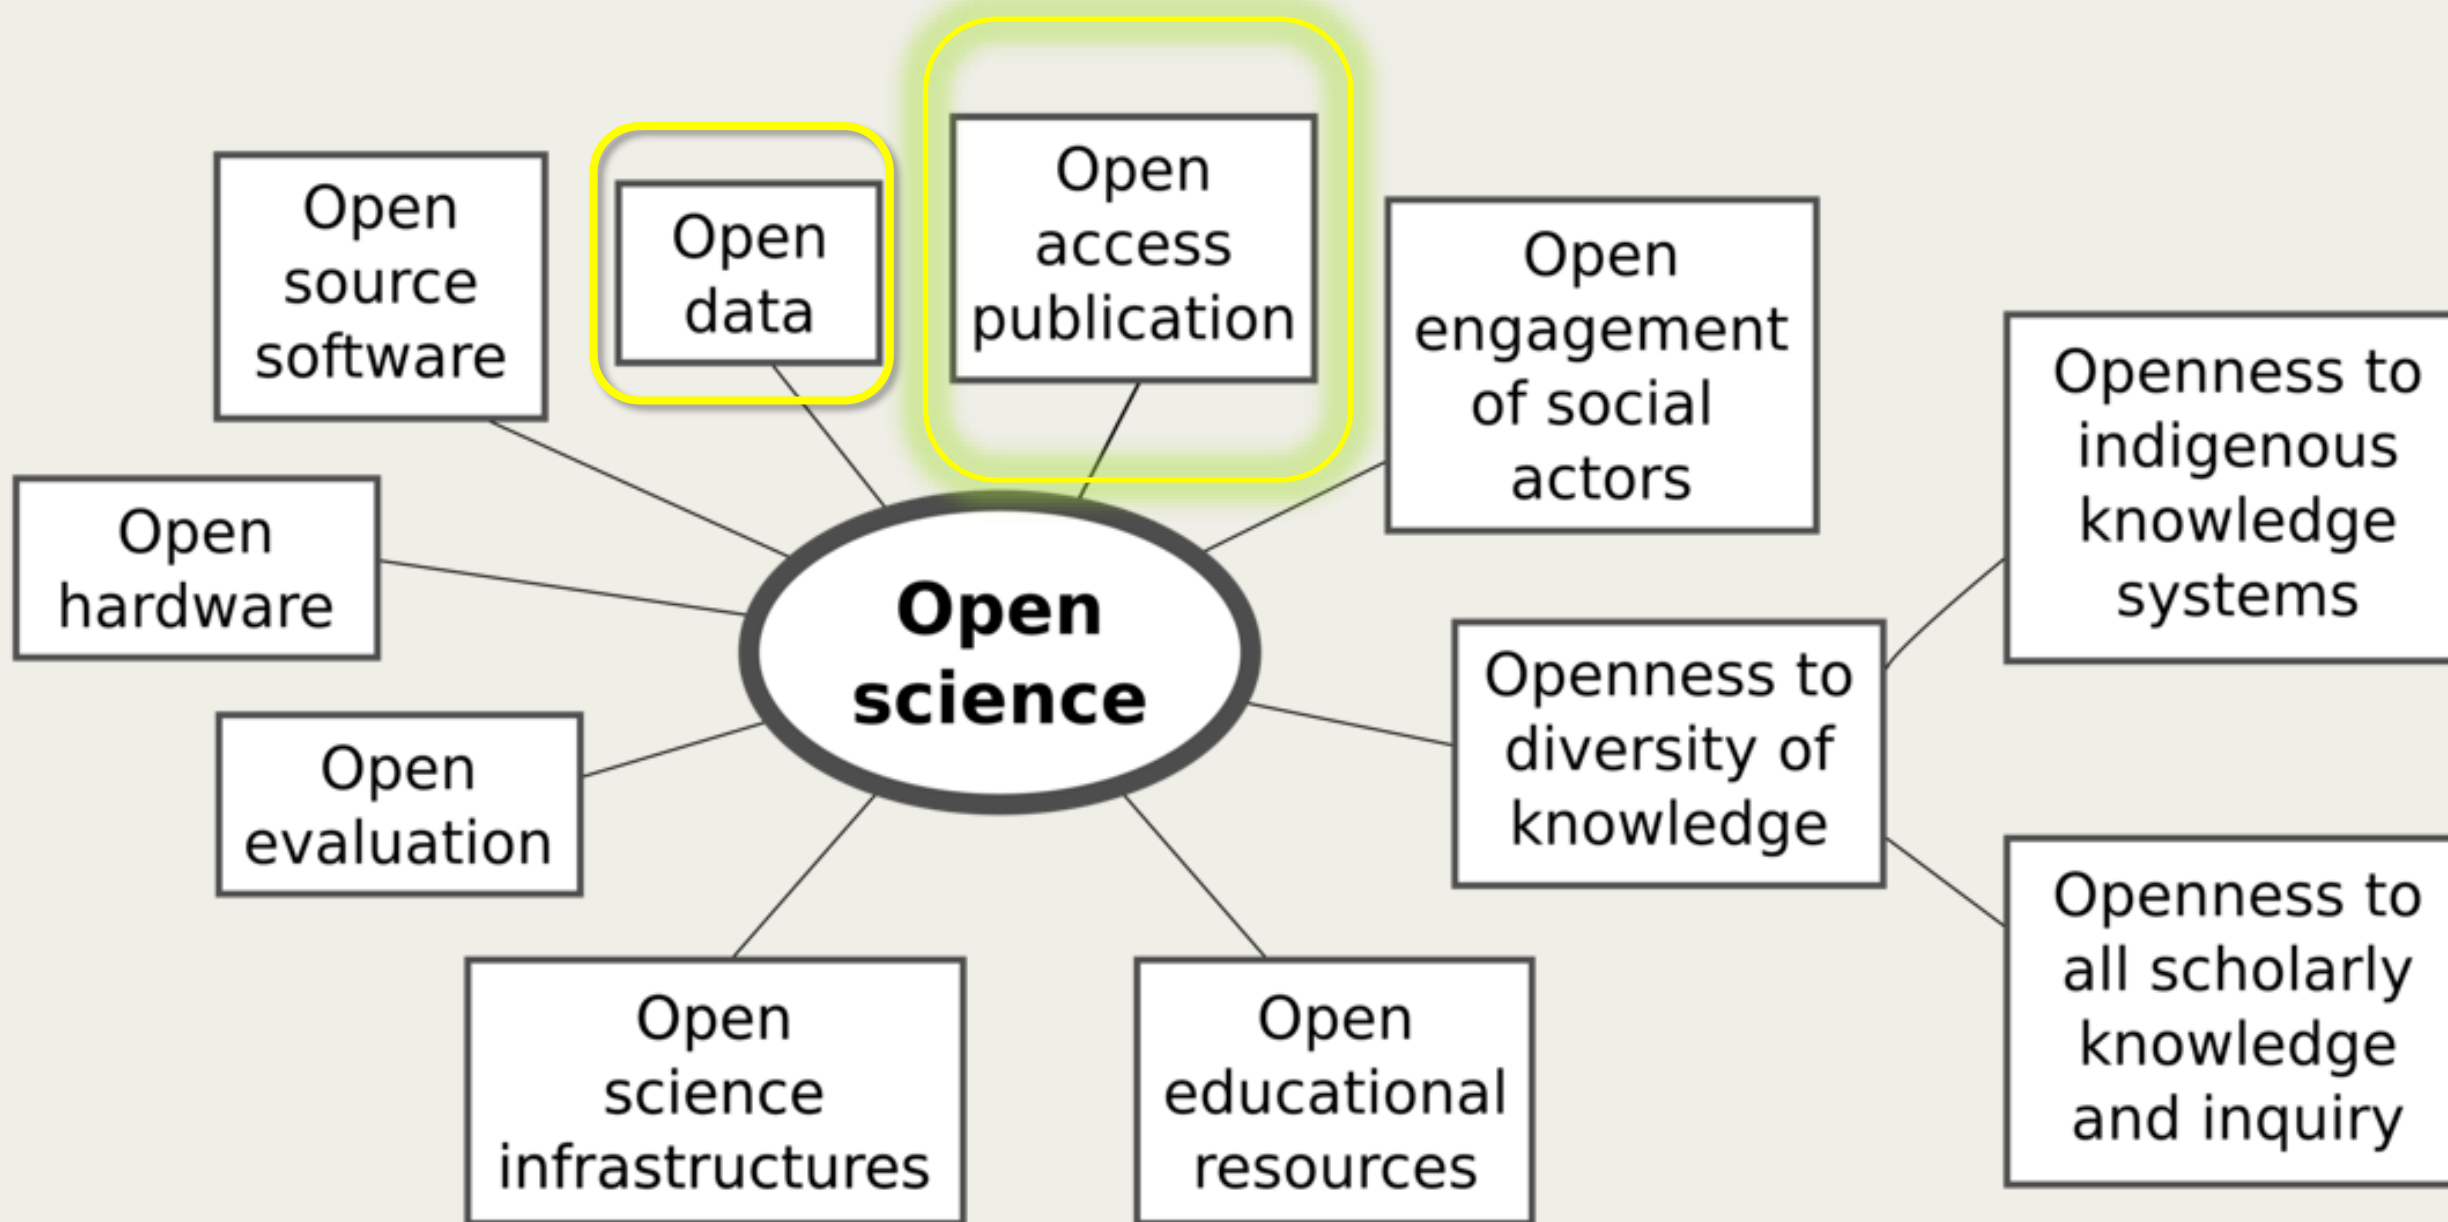 Open
source
software
Open
data
Open
access
publication
Open
engagement
of social
actors
Openness to
indigenous
knowledge
systems
Open
hardware
Open
science
Openness to
diversity of
knowledge
Open
evaluation
Openness to
all scholarly
knowledge
and inquiry
Open
science
infrastructures
Open
educational
resources